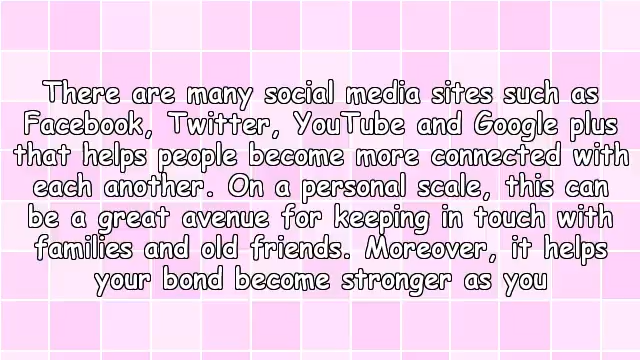 There are many social media sites such as
Facebook, Twitter, YouTube and Google plus
that helps people become more connected with
each another. On a personal scale, this can
be a great avenue for keeping in touch with
families and old friends. Moreover, it helps
your bond become stronger as you